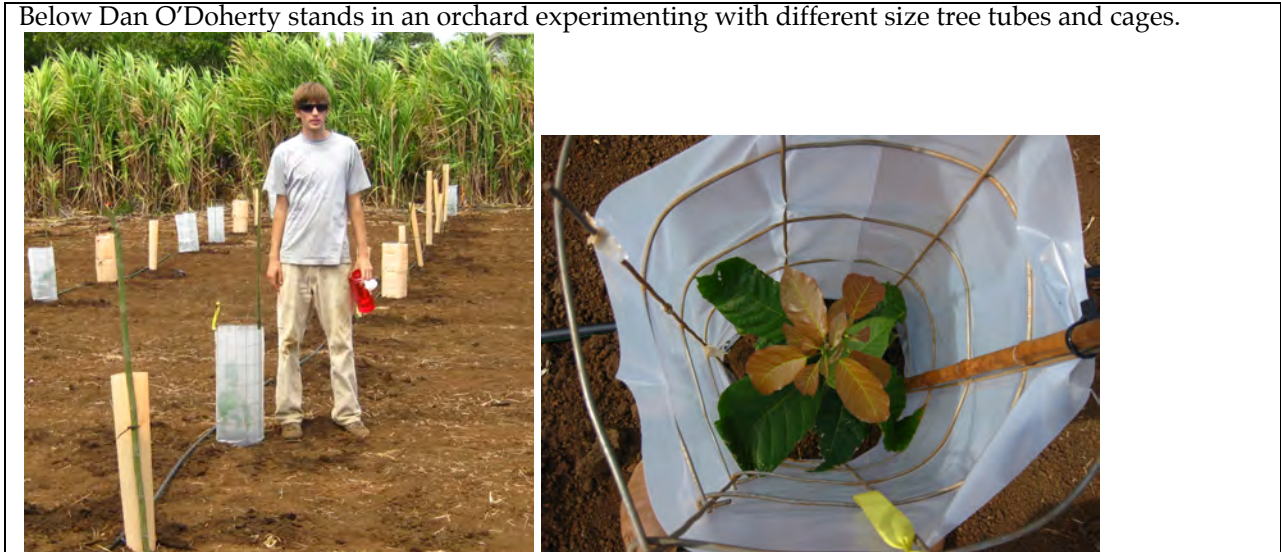 Below Dan O’Doherty stands in an orchard experimenting with different size tree tubes and cages.